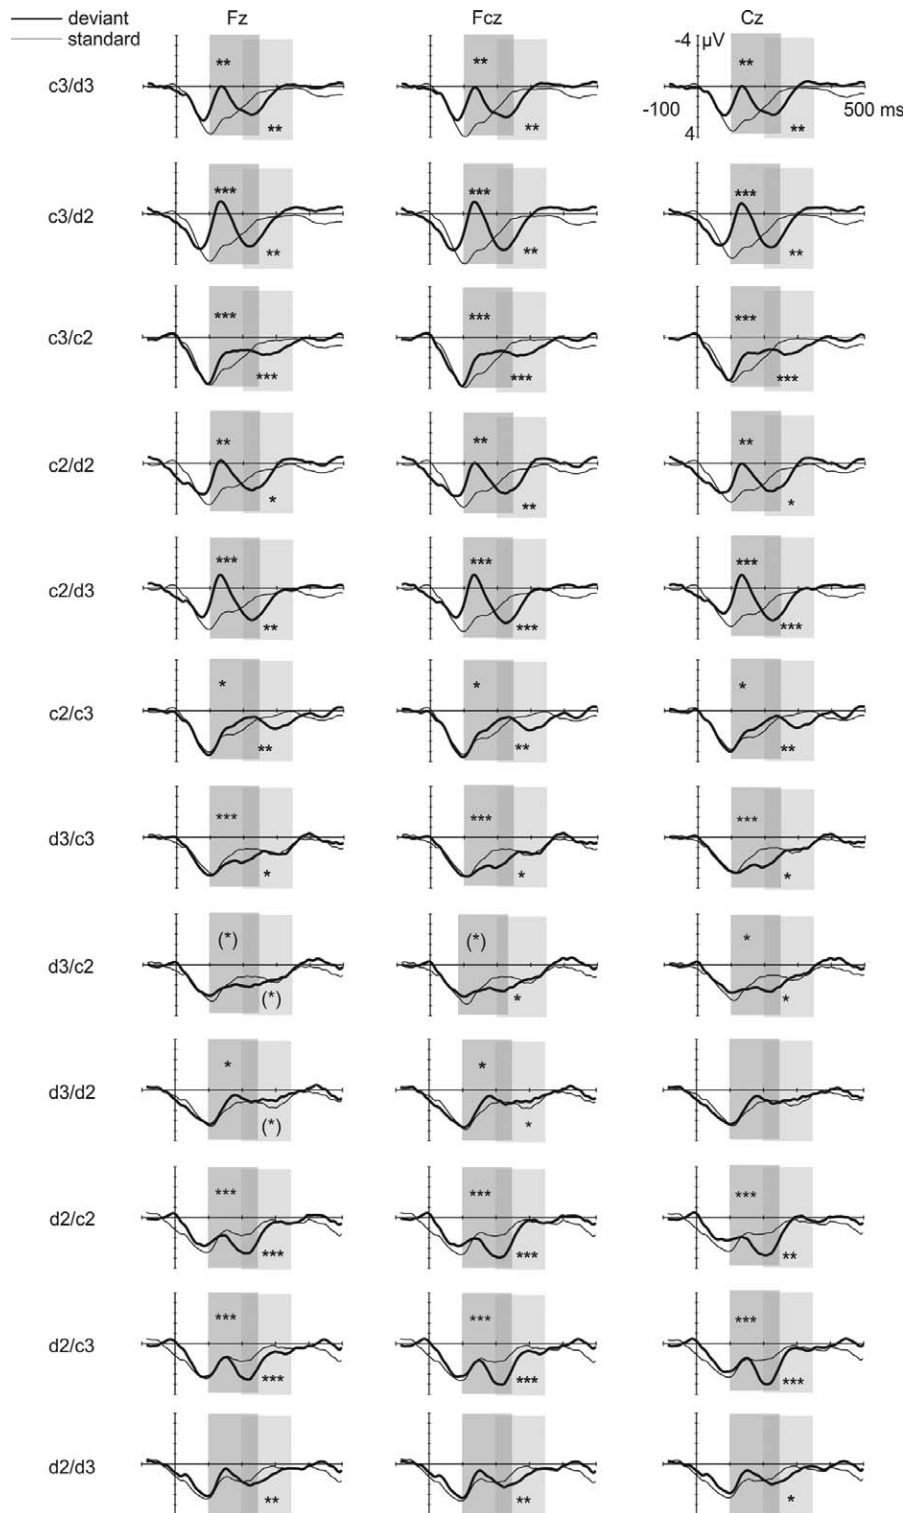 deviant Fz Fcz Cz
standard -4 µV
c3/d3 ** ** **
-100 500 ms
** ** 4 **
c3/d2 *** *** ***
** ** **
c3/c2 *** *** ***
*** *** ***
c2/d2 ** ** **
* ** *
c2/d3 *** *** ***
** *** ***
c2/c3 * * *
** ** **
d3/c3 *** *** ***
* * *
d3/c2 (*) (*) *
(*) * *
d3/d2 * *
(*) *
d2/c2 *** *** ***
*** *** **
d2/c3 *** *** ***
*** *** ***
d2/d3
** ** *